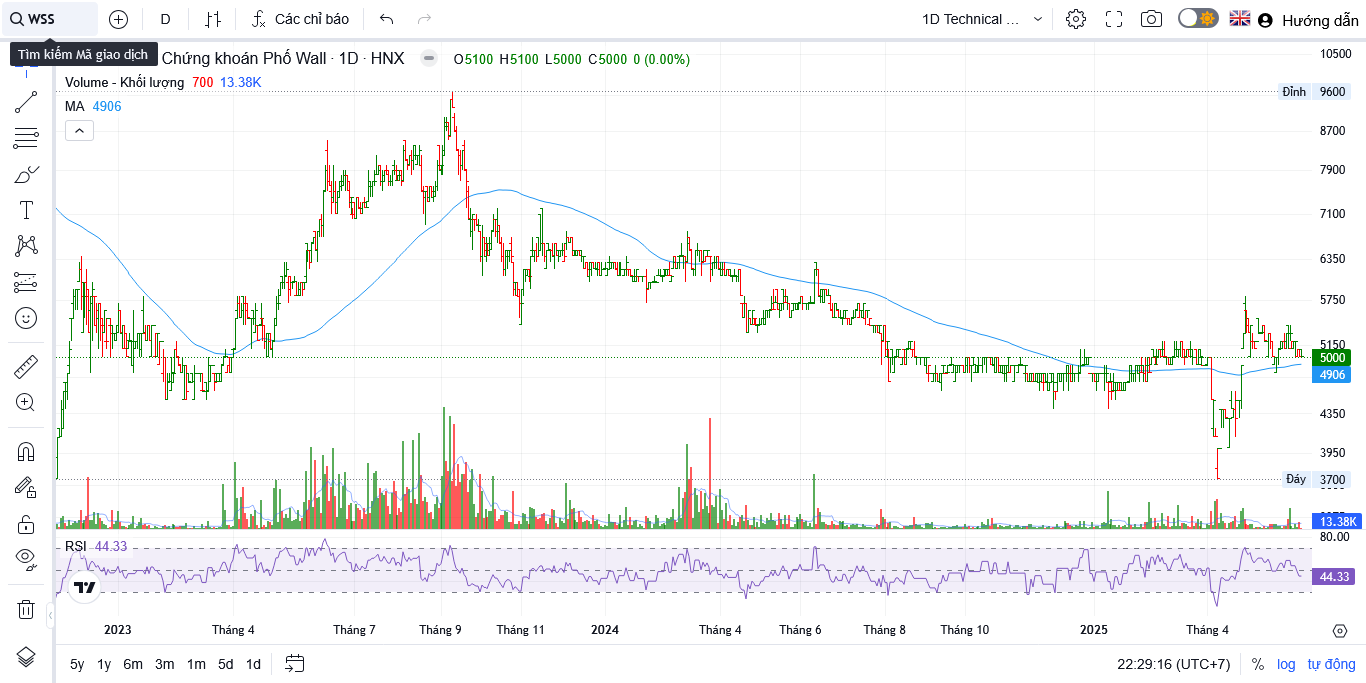 WSS D Các chỉ báo 1D Technical ... Hướng dẫn
Tìm kiếm Mã giao dịch Chứng khoán Phố Wall · 1D · HNX O5100 H5100 L5000 C5000 0 (0.00%)
10500
Volume - Khối lượng 700 13.38K
Đỉnh 9600
MA 4906
8700
7900
7100
6350
5750
5150
5000
4906
4350
3950
Đáy 3700
13.38K
80.00
RSI 44.33
44.33
2023 Tháng 4 Tháng 7 Tháng 9 Tháng 11 2024 Tháng 4 Tháng 6 Tháng 8 Tháng 10 2025 Tháng 4
5y 1y 6m 3m 1m 5d 1d 22:29:16 (UTC+7) % log tự động